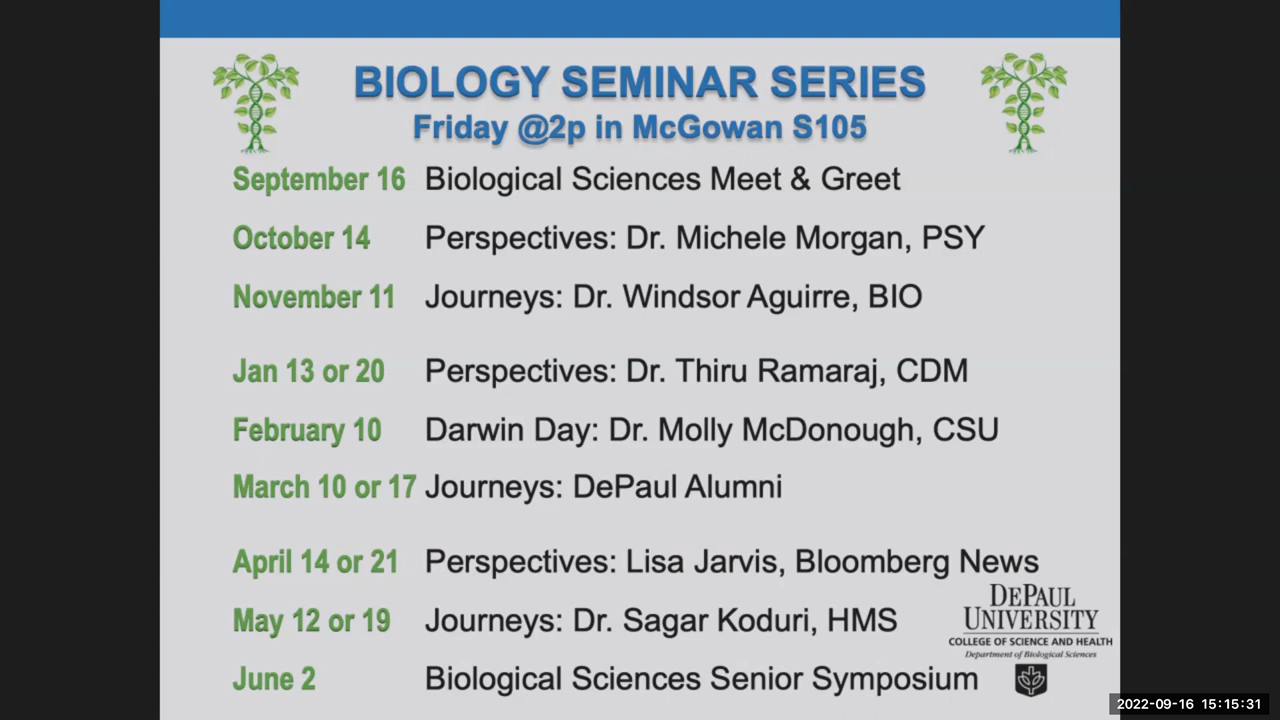 BIOLOGY SEMINAR SERIES
Friday @2p in McGowan S105
September 16 Biological Sciences Meet & Greet
October 14 Perspectives: Dr. Michele Morgan, PSY
November 11 Journeys: Dr. Windsor Aguirre, BIO
Jan 13 or 20 Perspectives: Dr. Thiru Ramaraj, CDM
February 10 Darwin Day: Dr. Molly McDonough, CSU
March 10 or 17 Journeys: DePaul Alumni
April 14 or 21 Perspectives: Lisa Jarvis, Bloomberg News
May 12 or 19 Journeys: Dr. Sagar Koduri, HMS
June 2 Biological Sciences Senior Symposium
DEPAUL
UNIVERSITY
COLLEGE OF SCIENCE AND HEALTH
Department of Biological Sciences
2022-09-16 15:15:31